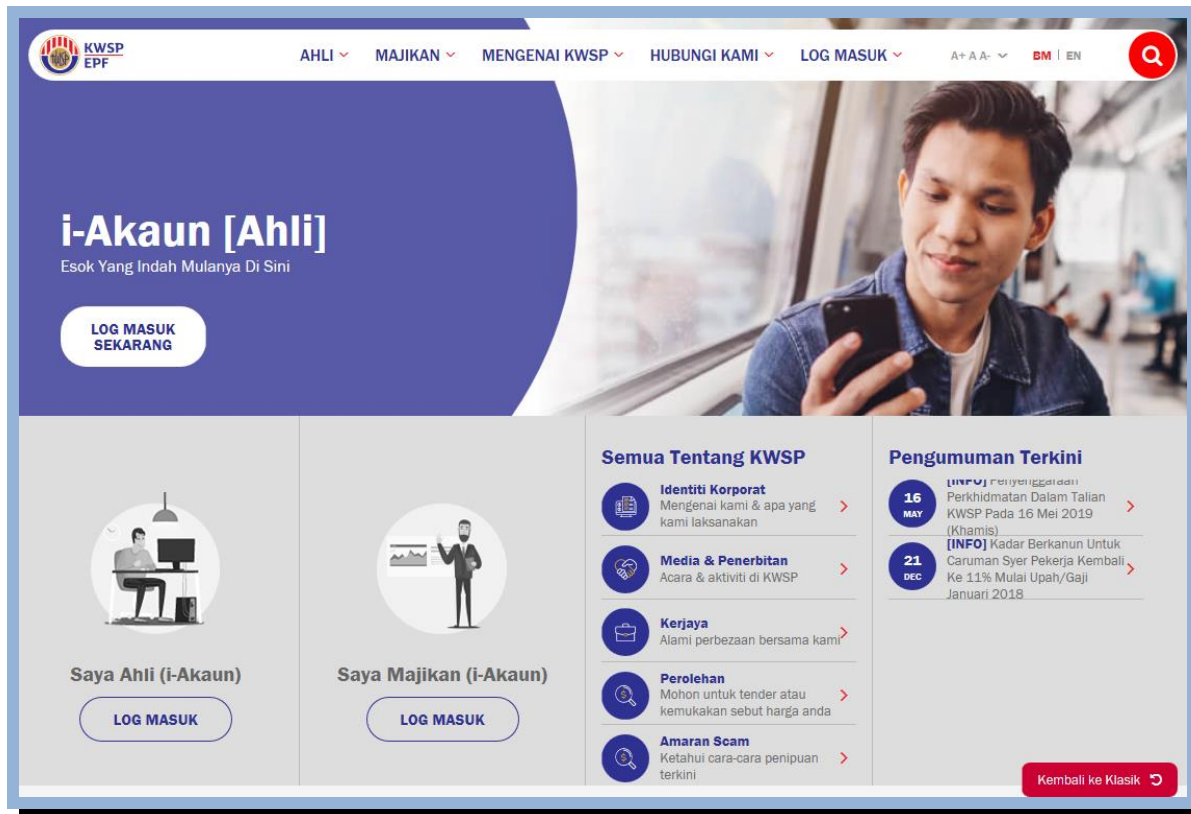 KWSP
EPF
AHLI
MAJIKAN
MENGENAI KWSP
HUBUNGI KAMI
LOG MASUK
A+ A A-
BM | EN
i-Akaun [Ahli]
Esok Yang Indah Mulanya Di Sini
LOG MASUK
SEKARANG
Saya Ahli (i-Akaun)
LOG MASUK
Saya Majikan (i-Akaun)
LOG MASUK
Semua Tentang KWSP
Identiti Korporat
Mengenai kami & apa yang
kami laksanakan
Media & Penerbitan
Acara & aktiviti di KWSP
Kerjaya
Alami perbezaan bersama kami
Perolehan
Mohon untuk tender atau
kemukakan sebut harga anda
Amaran Scam
Ketahui cara-cara penipuan
terkini
Pengumuman Terkini
16
MAY
[INFO] Penyenggaraan
Perkhidmatan Dalam Talian
KWSP Pada 16 Mei 2019
(Khamis)
21
DEC
[INFO] Kadar Berkanun Untuk
Caruman Syer Pekerja Kembali
Ke 11% Mulai Upah/Gaji
Januari 2018
Kembali ke Klasik